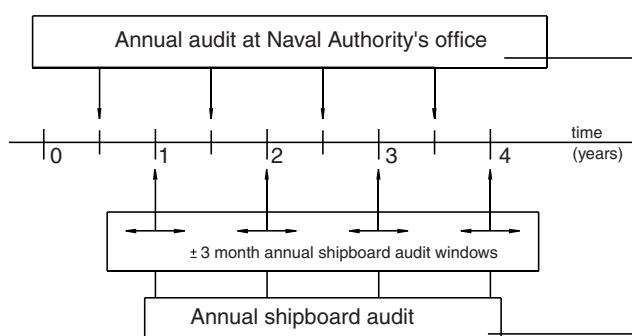 Annual audit at Naval Authority's office
time
0 1 2 3 4 (years)
± 3 month annual shipboard audit windows
Annual shipboard audit